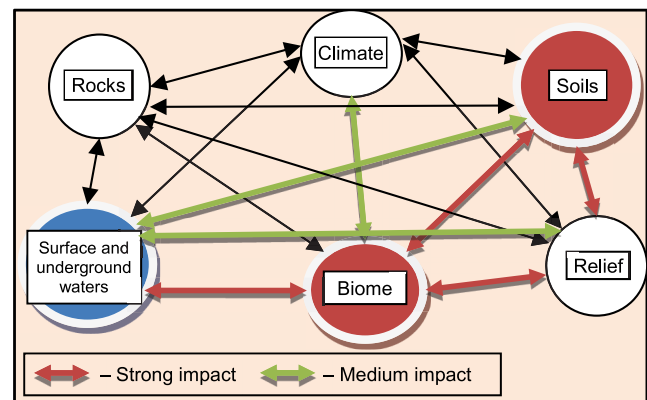 Climate
Rocks
Soils
Surface and
underground
waters
Biome
Relief
– Strong impact
– Medium impact